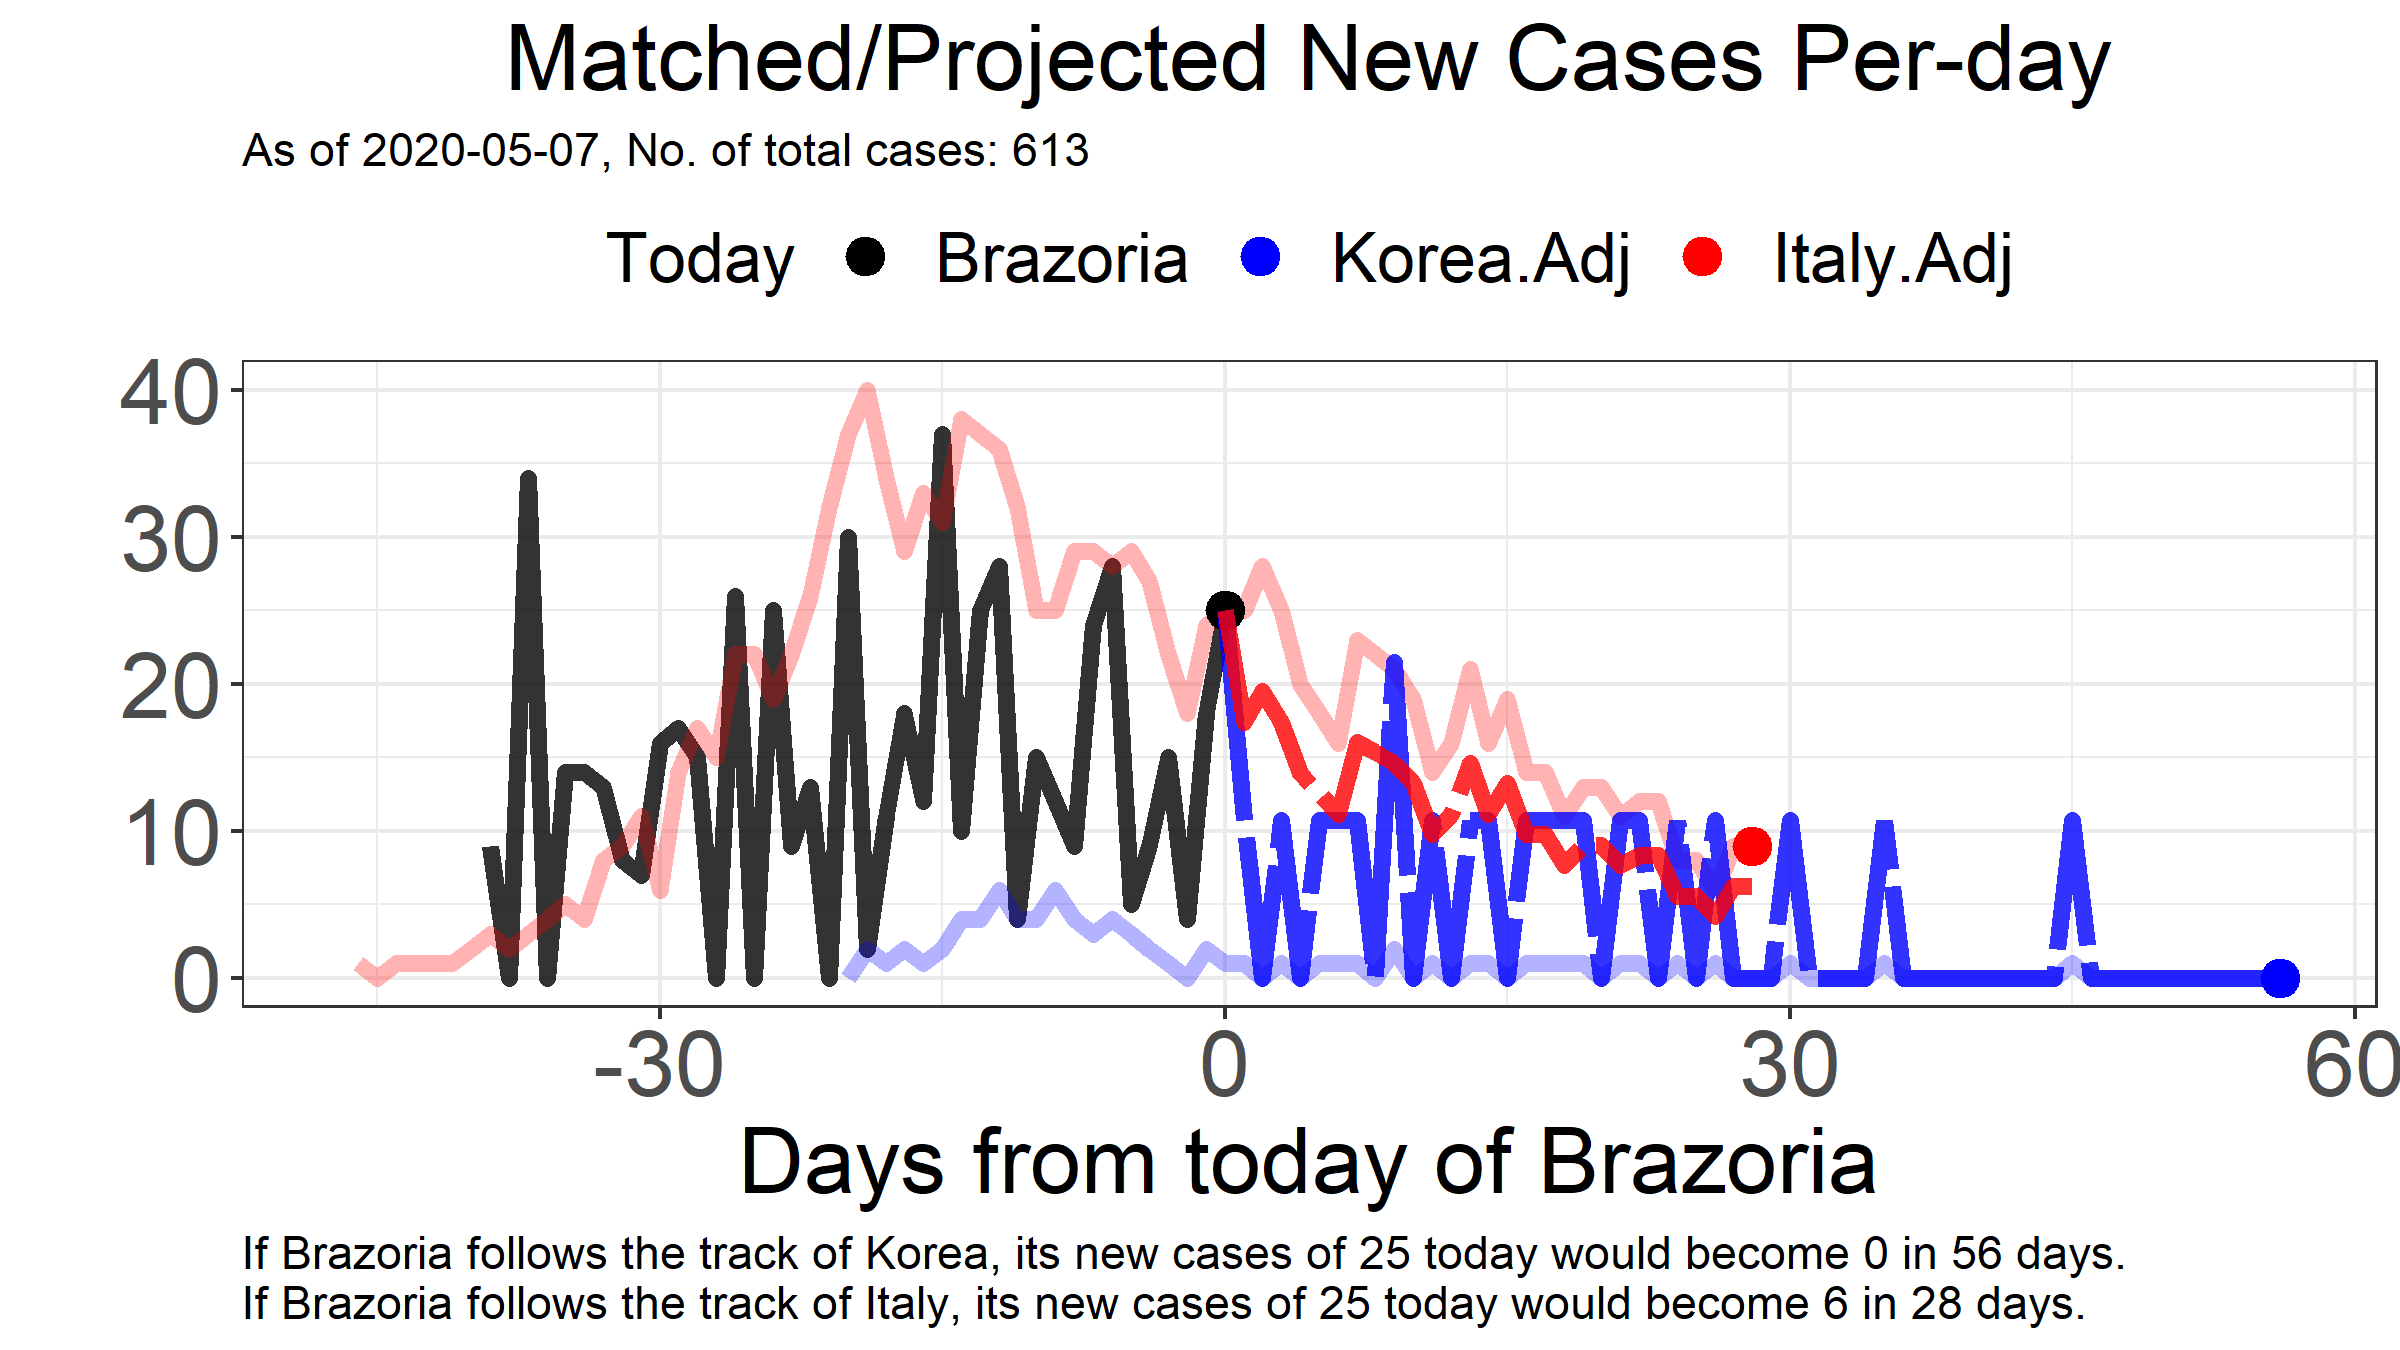 Matched/Projected New Cases Per-day
As of 2020-05-07, No. of total cases: 613
Today Brazoria Korea.Adj Italy.Adj
40
30
20
10
0
-30 0 30 60
Days from today of Brazoria
If Brazoria follows the track of Korea, its new cases of 25 today would become 0 in 56 days.
If Brazoria follows the track of Italy, its new cases of 25 today would become 6 in 28 days.